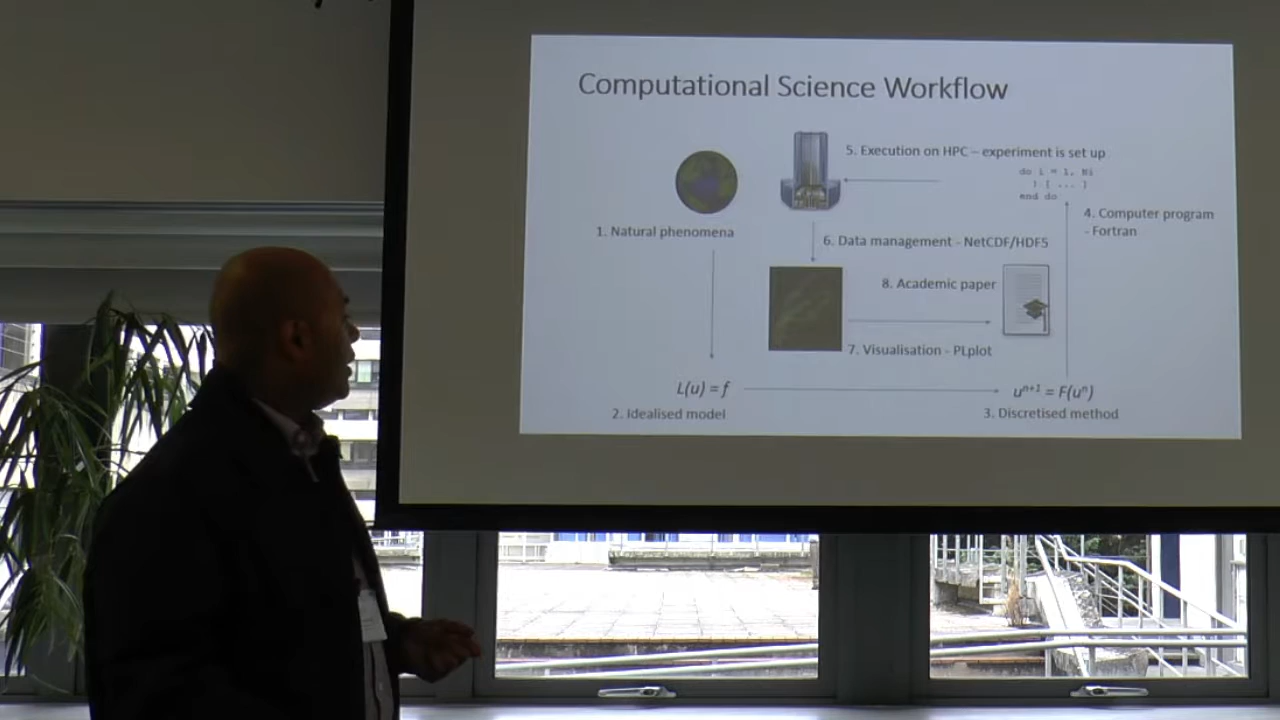 Computational Science Workflow
1. Natural phenomena
L(u) = f
2. Idealised model
uⁿ⁺¹ = F(uⁿ)
3. Discretised method
4. Computer program
- Fortran
do i = 1, Ni
end do
5. Execution on HPC – experiment is set up
6. Data management - NetCDF/HDF5
7. Visualisation - PLplot
8. Academic paper